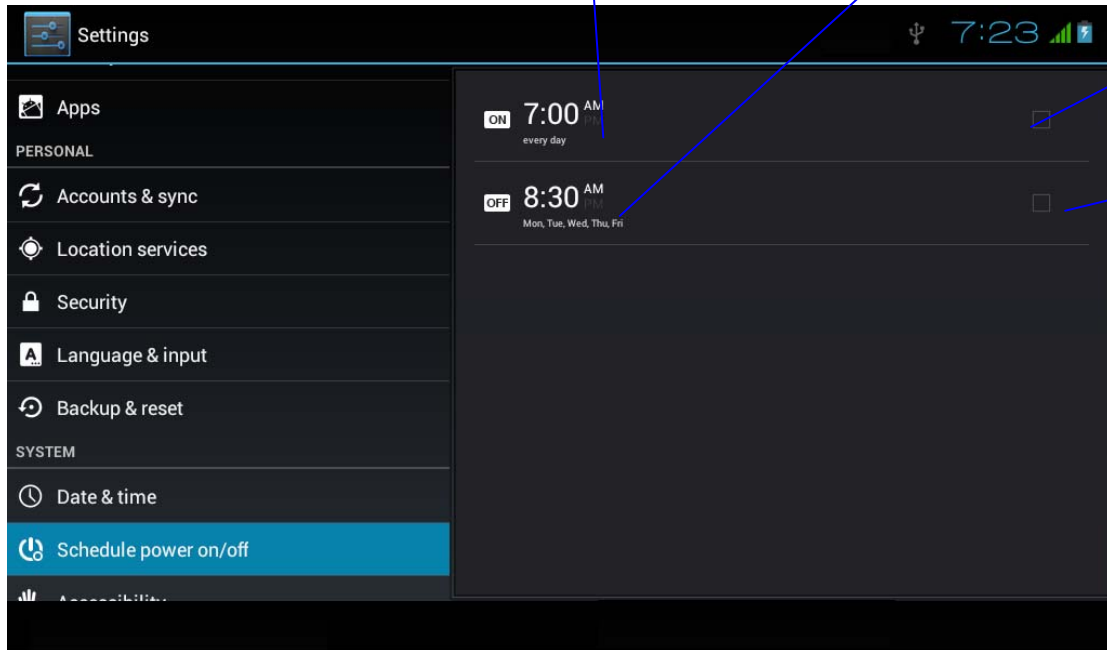 Settings
7:23
Apps
PERSONAL
Accounts & sync
Location services
Security
Language & input
Backup & reset
SYSTEM
Date & time
Schedule power on/off
Accessibility
ON 7:00 AM PM
every day
OFF 8:30 AM PM
Mon, Tue, Wed, Thu, Fri